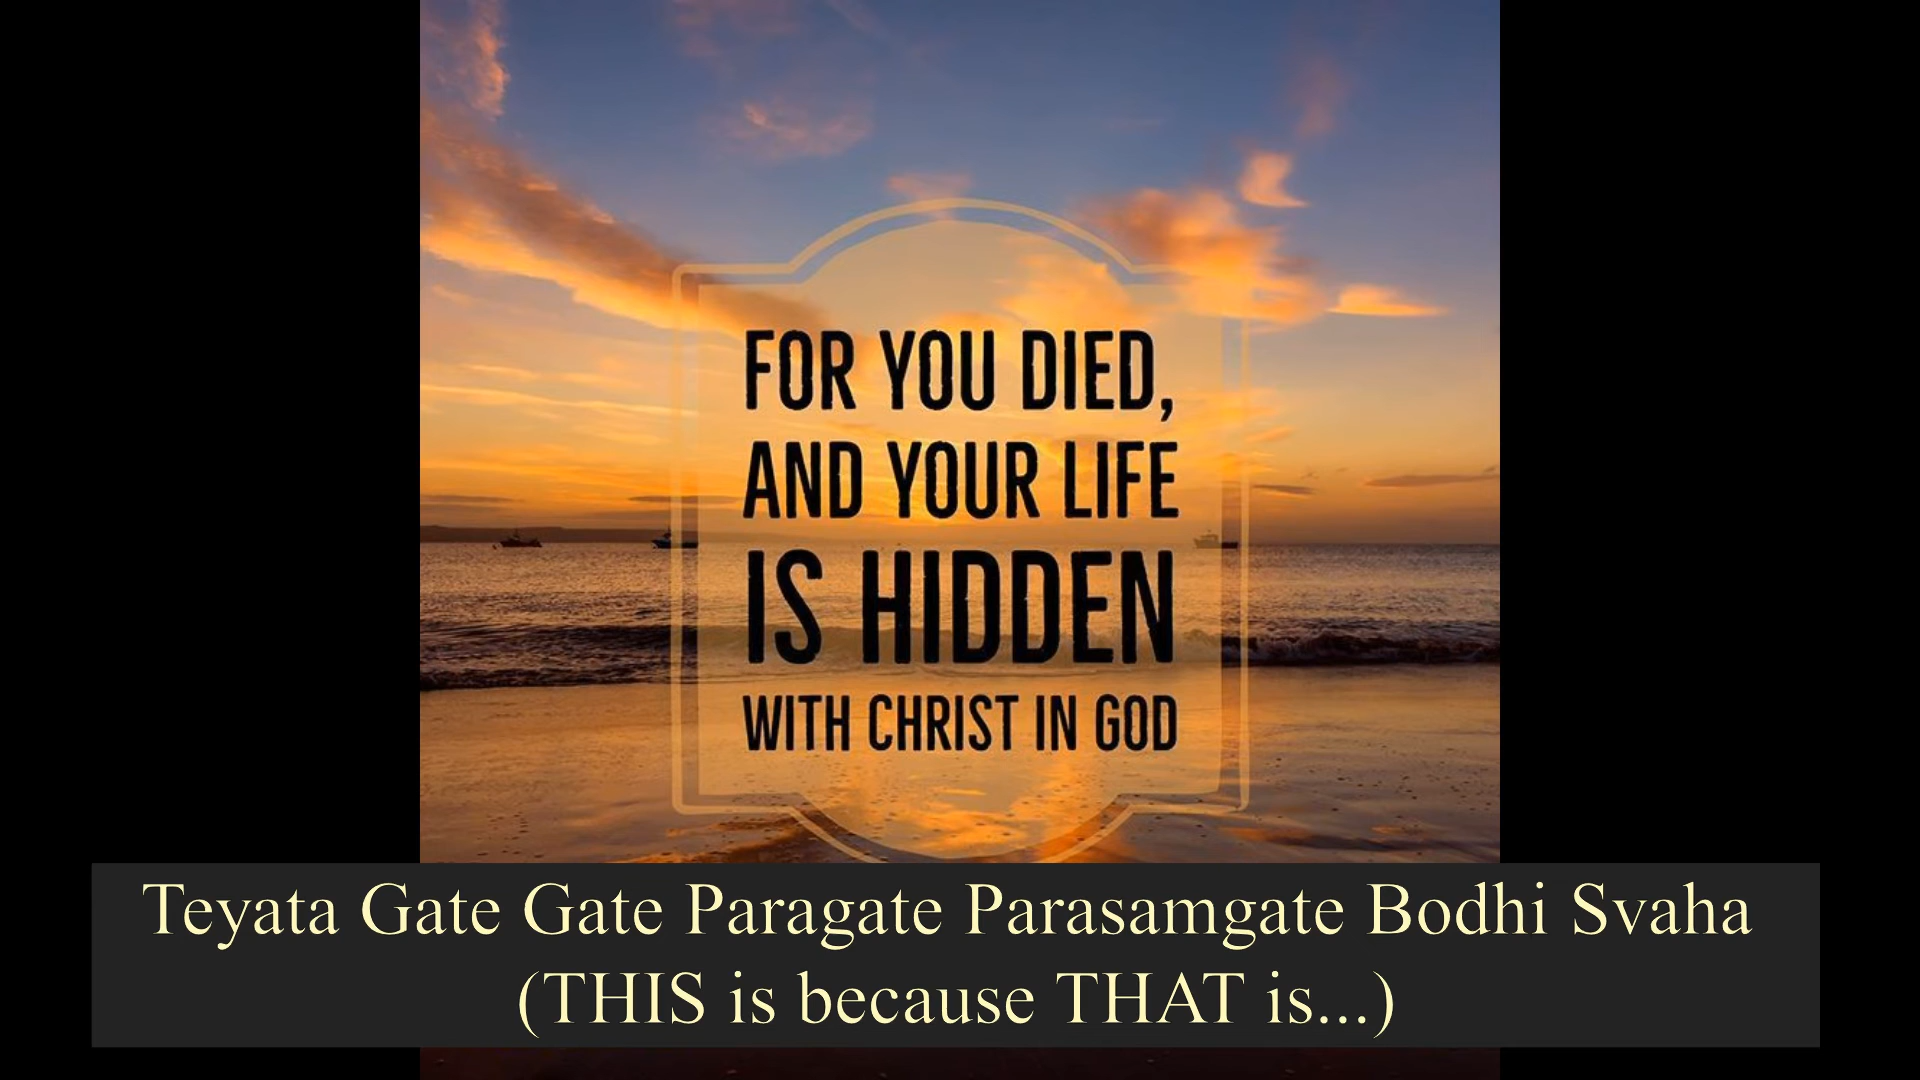 FOR YOU DIED,
AND YOUR LIFE
IS HIDDEN
WITH CHRIST IN GOD
Teyata Gate Gate Paragate Parasamgate Bodhi Svaha
(THIS is because THAT is...)